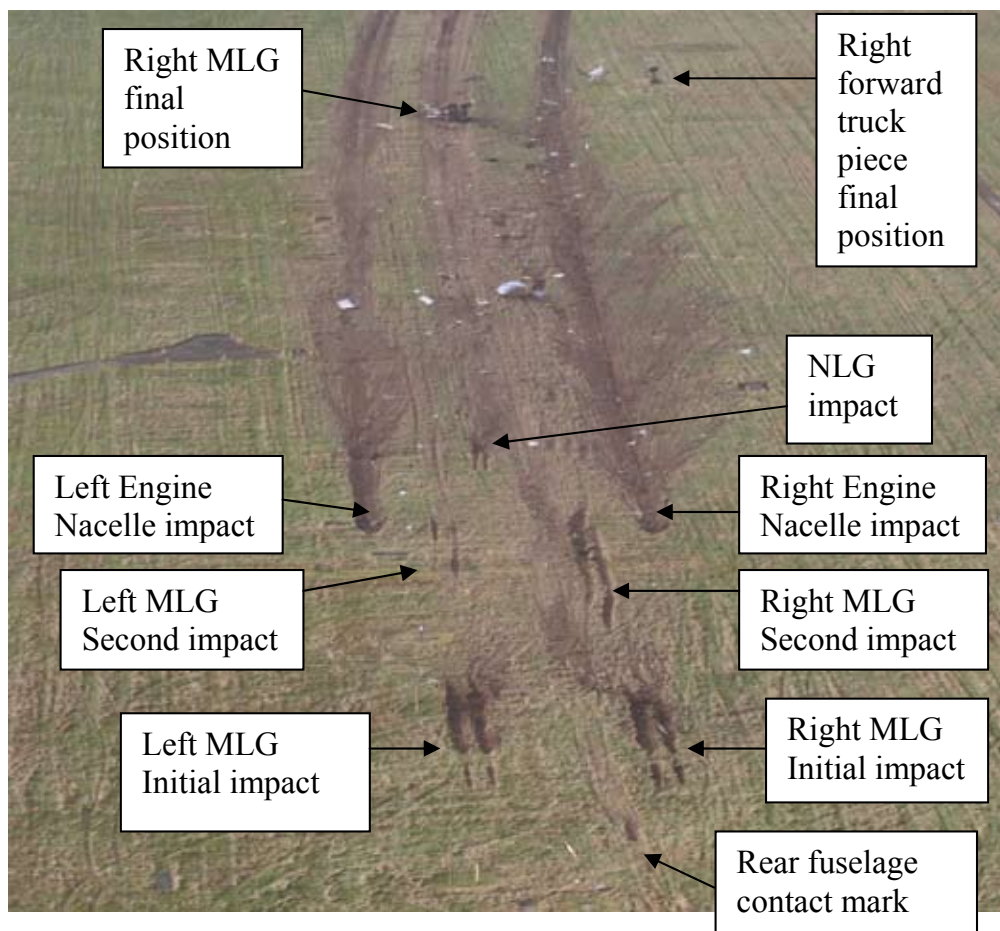 Right MLG
final
position
Right
forward
truck
piece
final
position
NLG
impact
Left Engine
Nacelle impact
Right Engine
Nacelle impact
Left MLG
Second impact
Right MLG
Second impact
Left MLG
Initial impact
Right MLG
Initial impact
Rear fuselage
contact mark